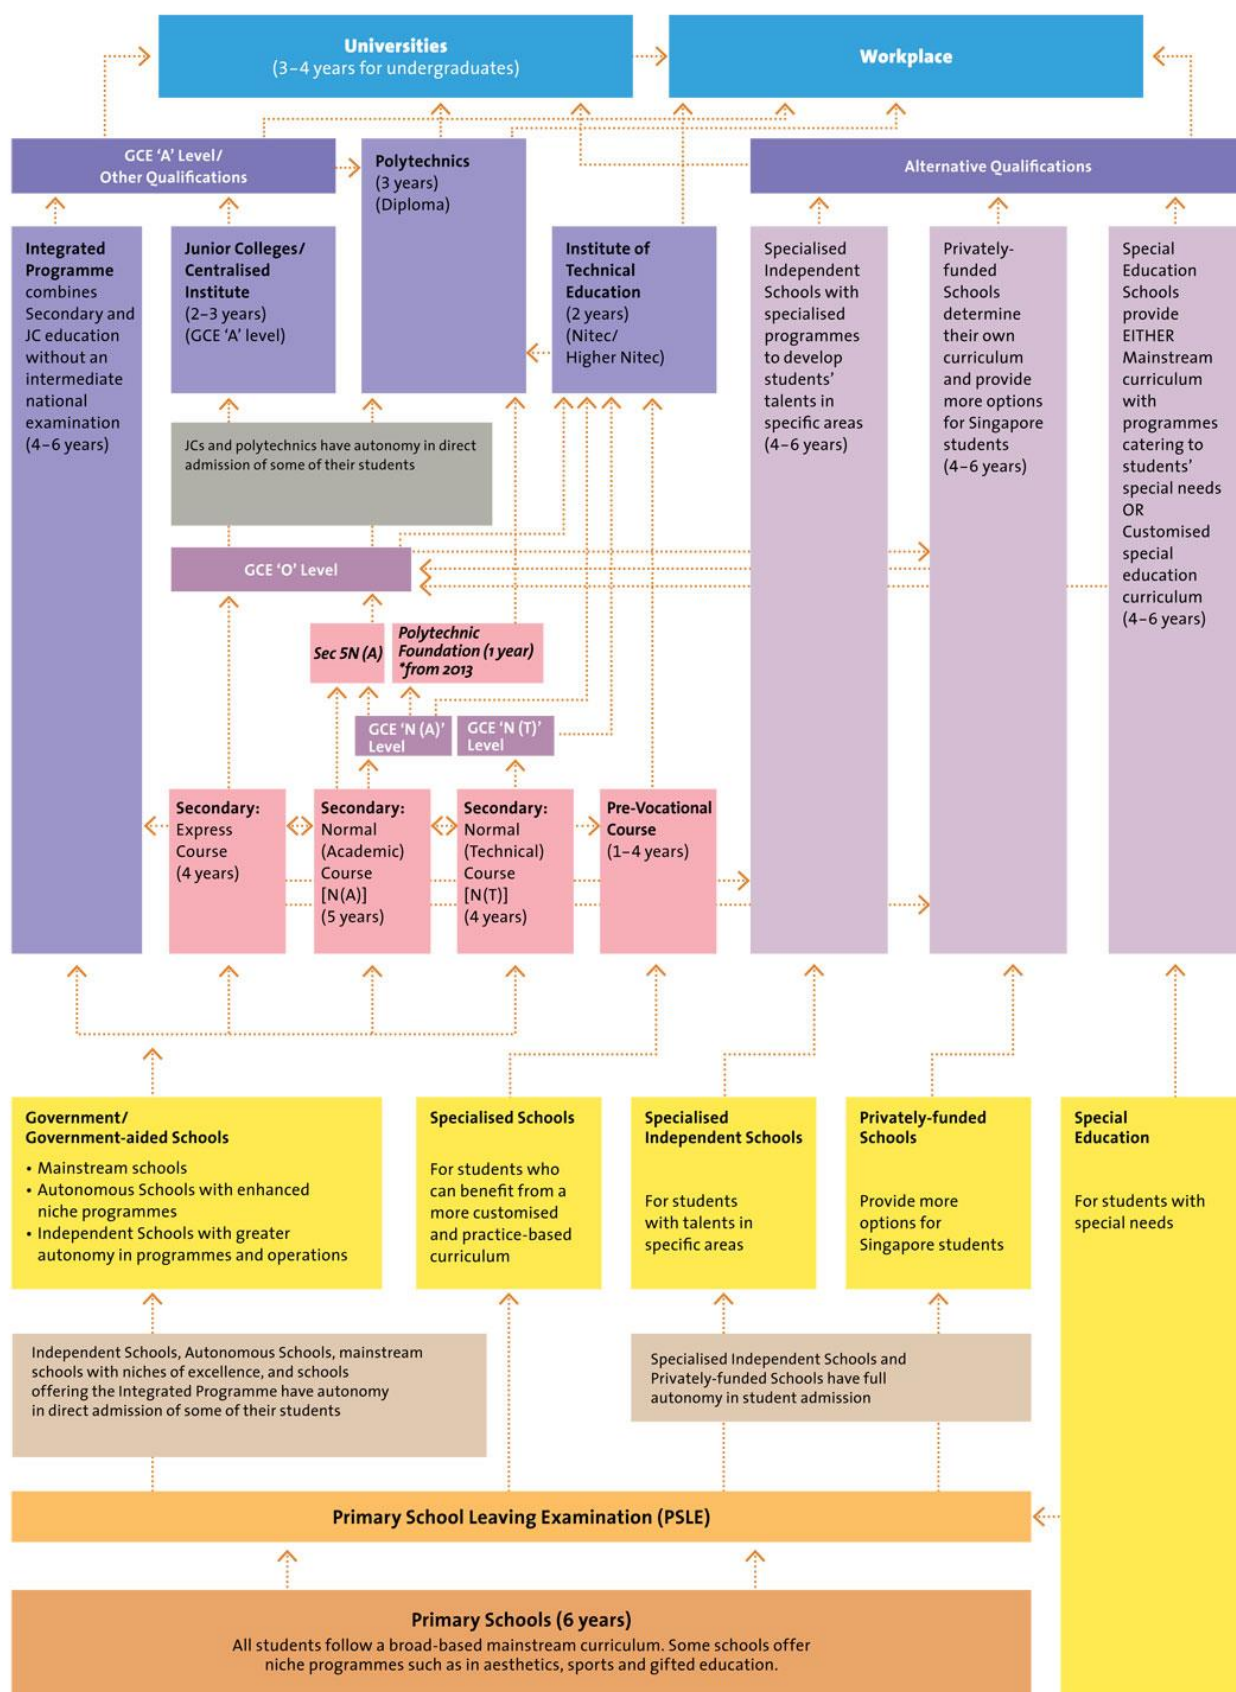 Universities
(3–4 years for undergraduates)
Workplace
GCE ‘A’ Level/
Other Qualifications
Polytechnics
(3 years)
(Diploma)
Alternative Qualifications
Integrated
Programme
combines
Secondary and
JC education
without an
intermediate
national
examination
(4–6 years)
Junior Colleges/
Centralised
Institute
(2–3 years)
(GCE ‘A’ level)
Institute of
Technical
Education
(2 years)
(Nitec/
Higher Nitec)
Specialised
Independent
Schools with
specialised
programmes
to develop
students’
talents in
specific areas
(4–6 years)
Privately-
funded
Schools
determine
their own
curriculum
and provide
more options
for Singapore
students
(4–6 years)
Special
Education
Schools
provide
EITHER
Mainstream
curriculum
with
programmes
catering to
students’
special needs
OR
Customised
special
education
curriculum
(4–6 years)
JCs and polytechnics have autonomy in direct
admission of some of their students
GCE ‘O’ Level
Sec 5N (A)
Polytechnic
Foundation (1 year)
*from 2013
GCE ‘N (A)’
Level
GCE ‘N (T)’
Level
Secondary:
Express
Course
(4 years)
Secondary:
Normal
(Academic)
Course
[N(A)]
(5 years)
Secondary:
Normal
(Technical)
Course
[N(T)]
(4 years)
Pre-Vocational
Course
(1–4 years)
Government/
Government-aided Schools
• Mainstream schools
• Autonomous Schools with enhanced
niche programmes
• Independent Schools with greater
autonomy in programmes and operations
Specialised Schools
For students who
can benefit from a
more customised
and practice-based
curriculum
Specialised
Independent Schools
For students
with talents in
specific areas
Privately-funded
Schools
Provide more
options for
Singapore students
Special
Education
For students with
special needs
Independent Schools, Autonomous Schools, mainstream
schools with niches of excellence, and schools
offering the Integrated Programme have autonomy
in direct admission of some of their students
Specialised Independent Schools and
Privately-funded Schools have full
autonomy in student admission
Primary School Leaving Examination (PSLE)
Primary Schools (6 years)
All students follow a broad-based mainstream curriculum. Some schools offer
niche programmes such as in aesthetics, sports and gifted education.